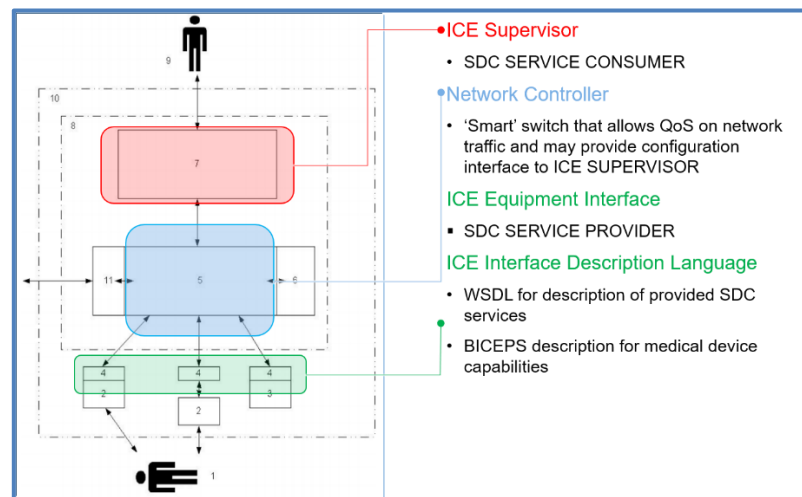 9
10
8
7
11
5
6
4
4
4
2
3
2
1
ICE Supervisor
• SDC SERVICE CONSUMER
Network Controller
• ‘Smart’ switch that allows QoS on network
traffic and may provide configuration
interface to ICE SUPERVISOR
ICE Equipment Interface
▪ SDC SERVICE PROVIDER
ICE Interface Description Language
• WSDL for description of provided SDC
services
• BICEPS description for medical device
capabilities